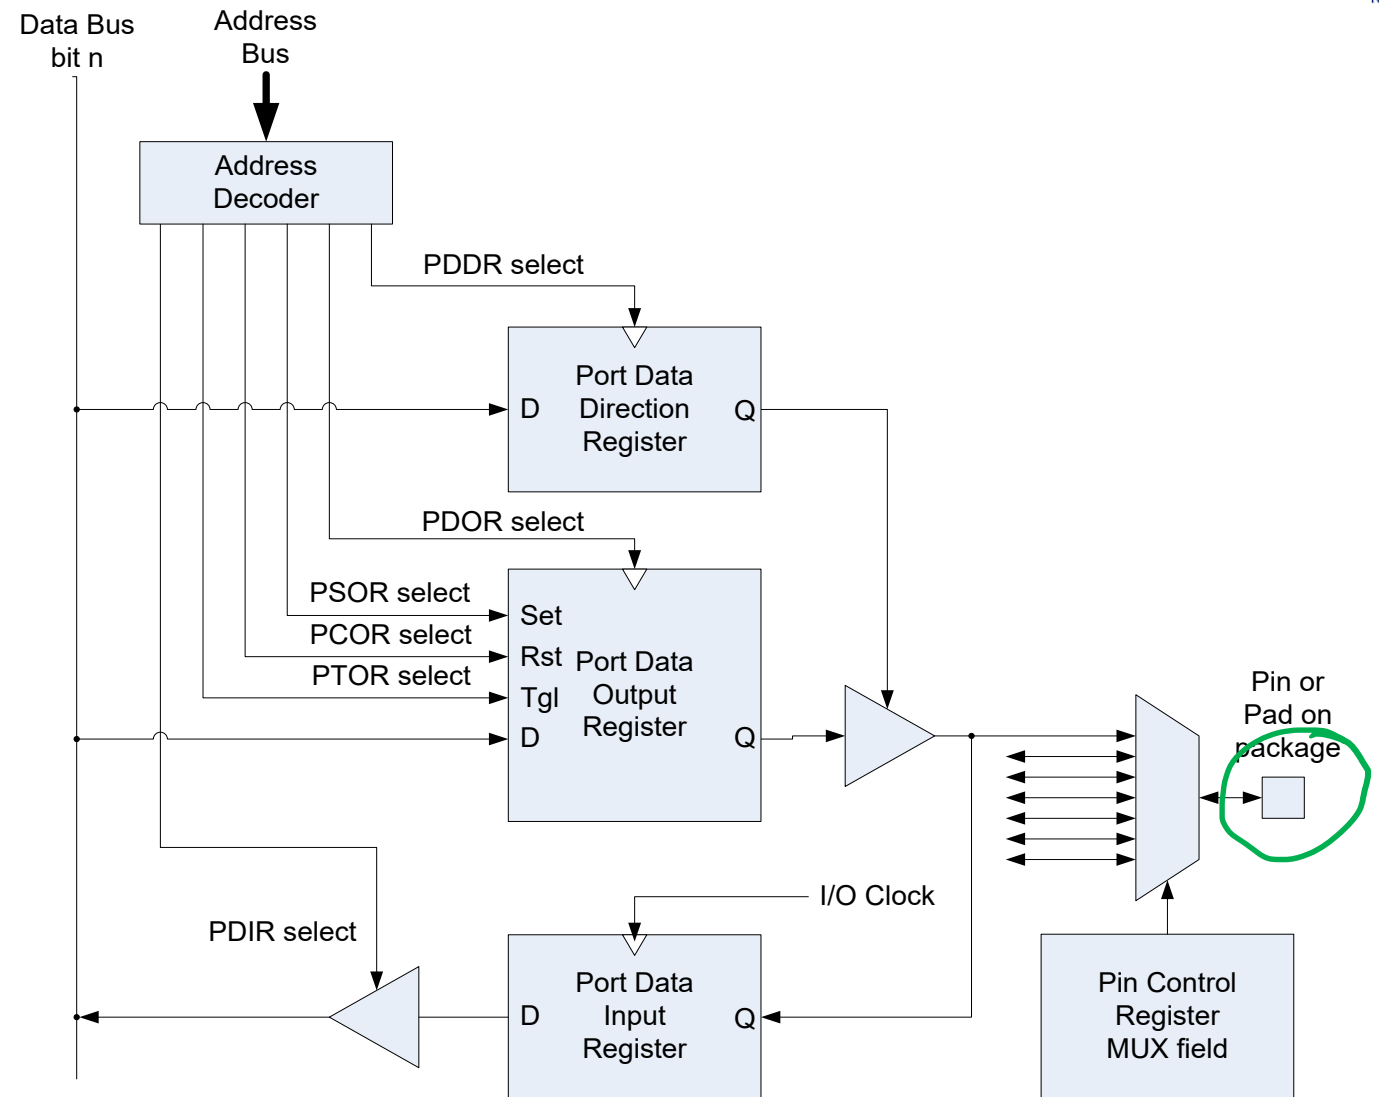 Data Bus
bit n
Address
Bus
Address
Decoder
PDDR select
Port Data
Direction
Register
D
Q
PDOR select
PSOR select
PCOR select
PTOR select
Set
Rst
Tgl
D
Port Data
Output
Register
Q
Pin or
Pad on
package
I/O Clock
PDIR select
Port Data
Input
Register
D
Q
Pin Control
Register
MUX field